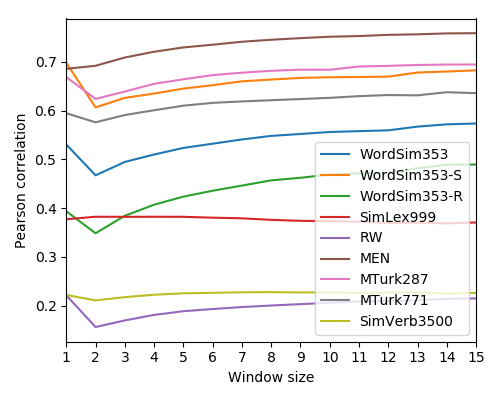 0.7
0.6
0.5
0.4
0.3
0.2
Pearson correlation
WordSim353
WordSim353-S
WordSim353-R
SimLex999
RW
MEN
MTurk287
MTurk771
SimVerb3500
1 2 3 4 5 6 7 8 9 10 11 12 13 14 15
Window size